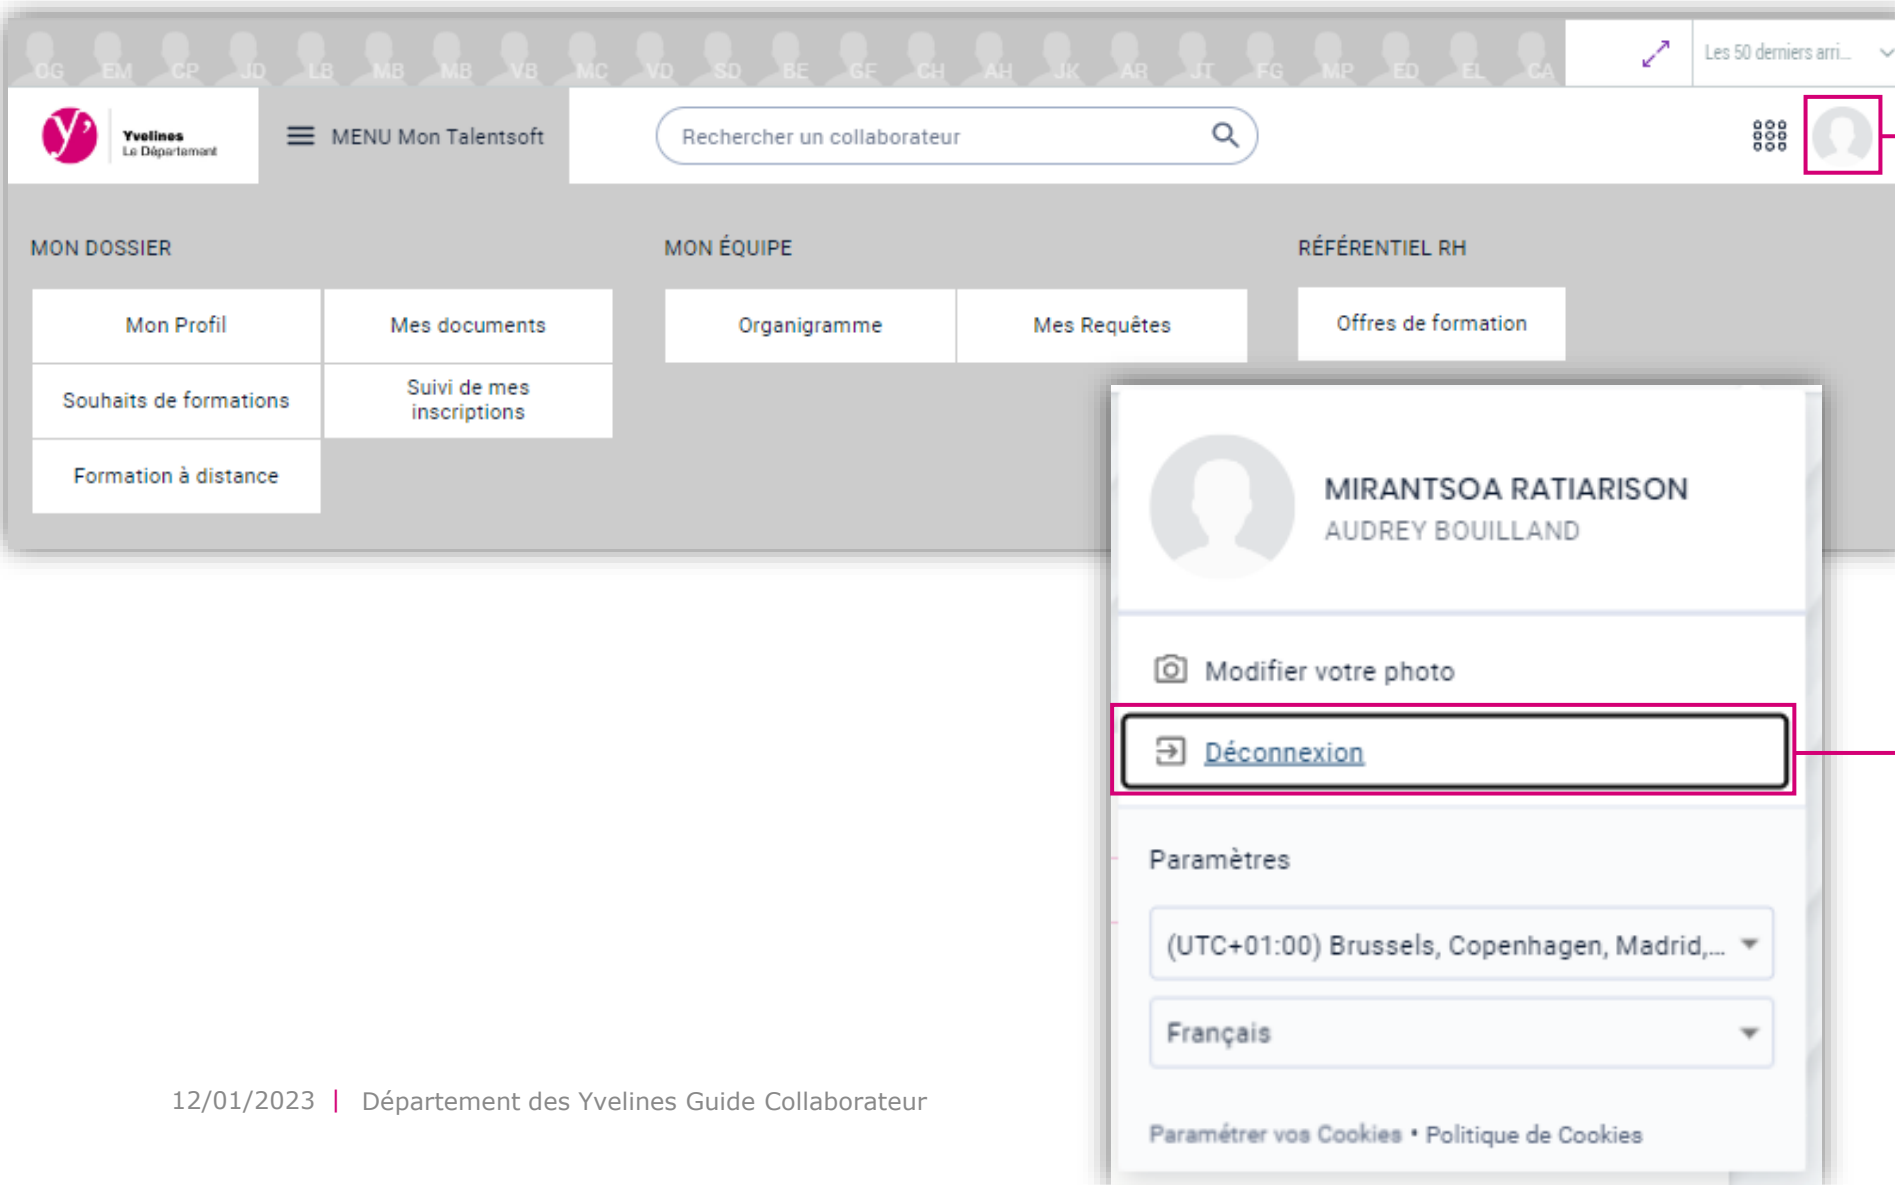 OG EM CP JD LB MB MB VB MC VD SD BE GF CH AH JK AR JT FG MP ED EL CA
Les 50 derniers arri...
y'
Yvelines
Le Département
MENU Mon Talentsoft
Rechercher un collaborateur
MON DOSSIER
Mon Profil
Mes documents
Souhaits de formations
Suivi de mes
inscriptions
Formation à distance
MON ÉQUIPE
Organigramme
Mes Requêtes
RÉFÉRENTIEL RH
Offres de formation
MIRANTSOA RATIARISON
AUDREY BOUILLAND
Modifier votre photo
Déconnexion
Paramètres
(UTC+01:00) Brussels, Copenhagen, Madrid,...
Français
Paramétrer vos Cookies • Politique de Cookies
12/01/2023 | Département des Yvelines Guide Collaborateur